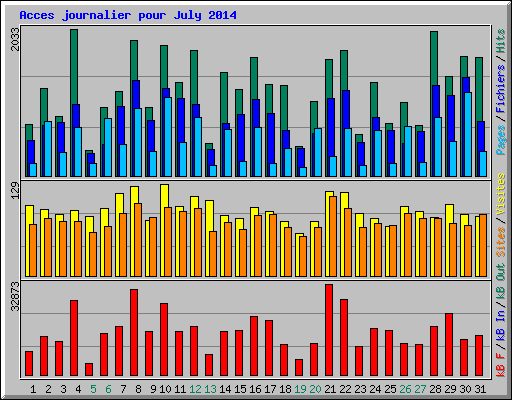 Acces journalier pour July 2014
2033
Pages / Fichiers / Hits
129
Sites / Visites
32873
kB F / kB In / kB Out
1 2 3 4 5 6 7 8 9 10 11 12 13 14 15 16 17 18 19 20 21 22 23 24 25 26 27 28 29 30 31